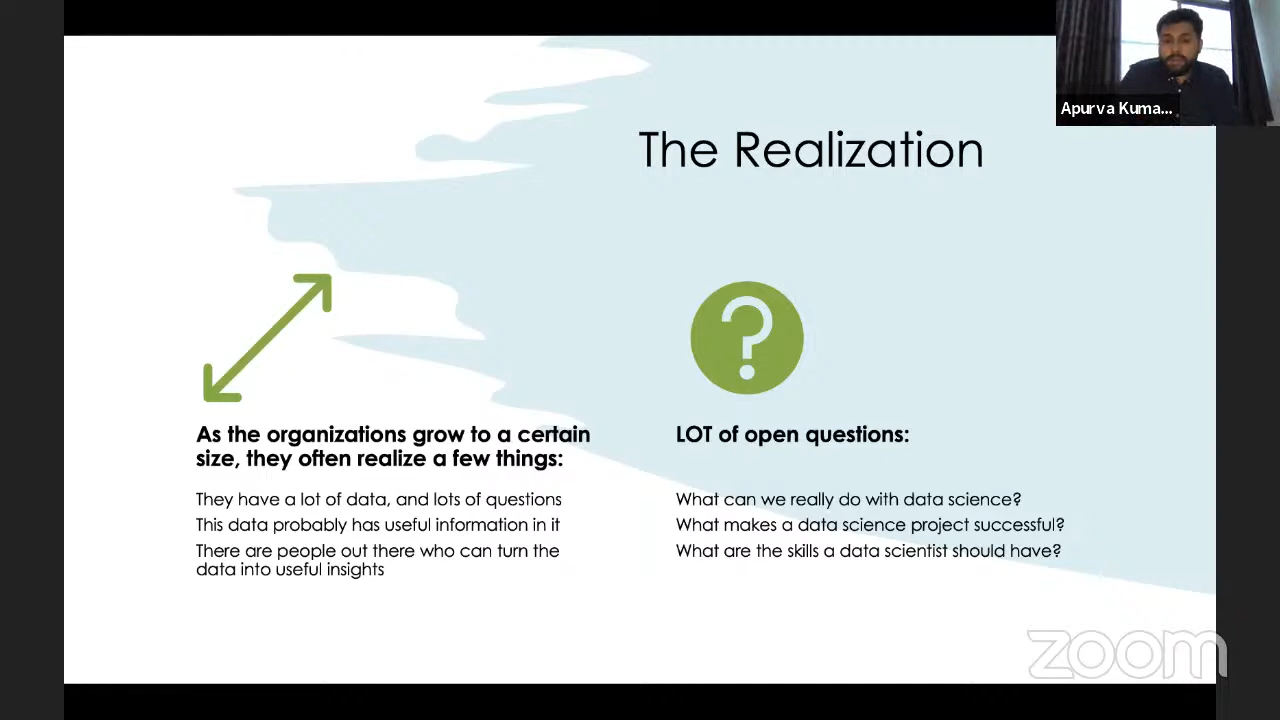 Apurva Kuma...
The Realization
As the organizations grow to a certain
size, they often realize a few things:
They have a lot of data, and lots of questions
This data probably has useful information in it
There are people out there who can turn the
data into useful insights
?
LOT of open questions:
What can we really do with data science?
What makes a data science project successful?
What are the skills a data scientist should have?
zoom